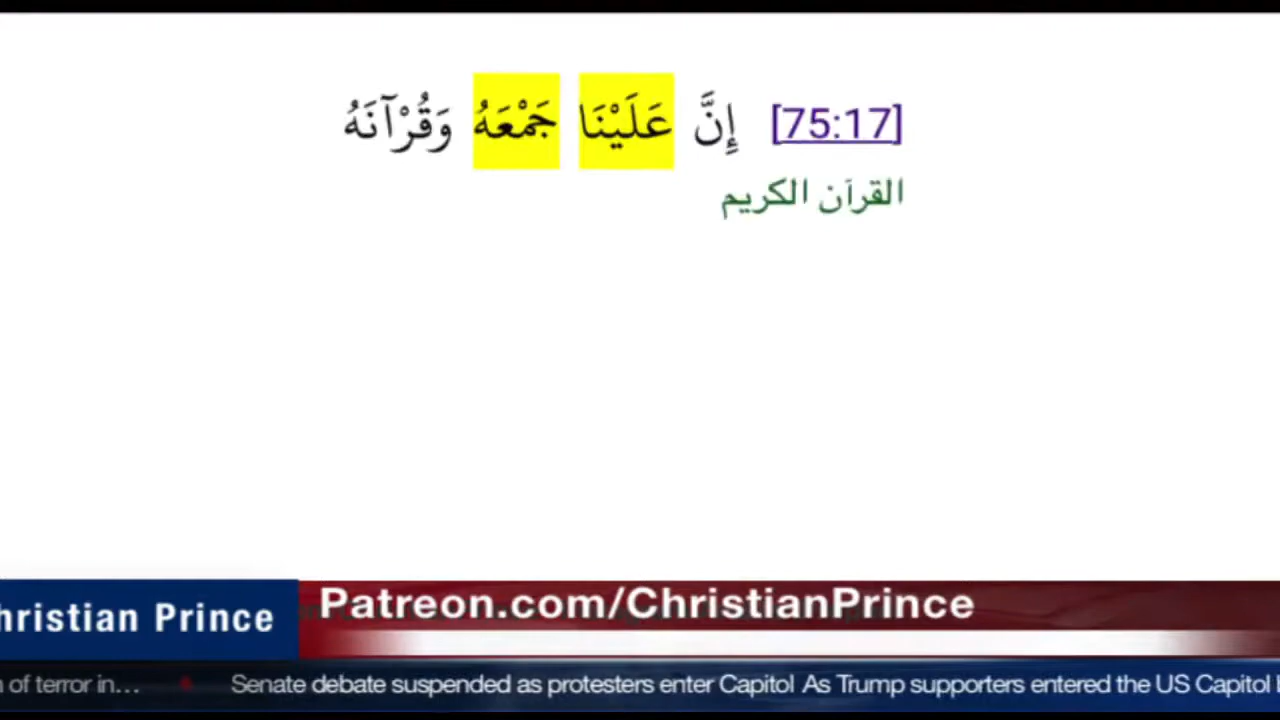 [75:17] إِنَّ عَلَيْنَا جَمْعَهُ وَقُرْآنَهُ
القرآن الكريم
Patreon.com/ChristianPrince
hristian Prince
of terror in... Senate debate suspended as protesters enter Capitol As Trump supporters entered the US Capitol